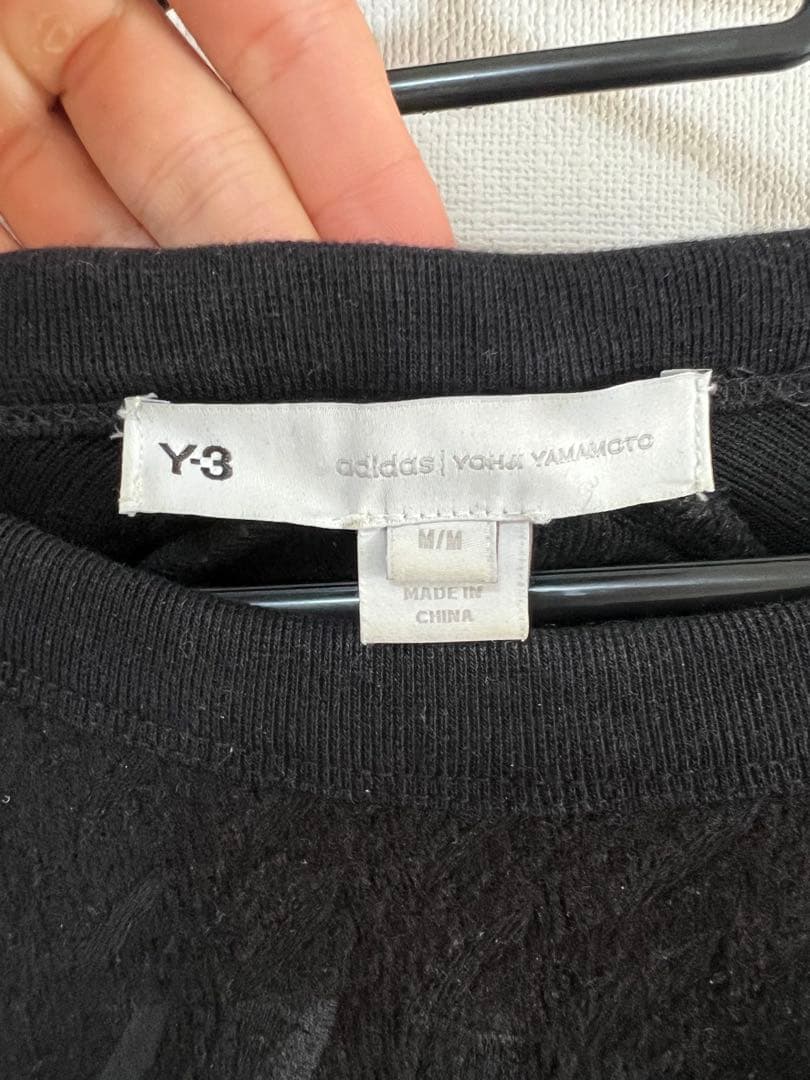 Y-3 adidas | YOHJI YAMAMOTO
M/M
MADE IN
CHINA